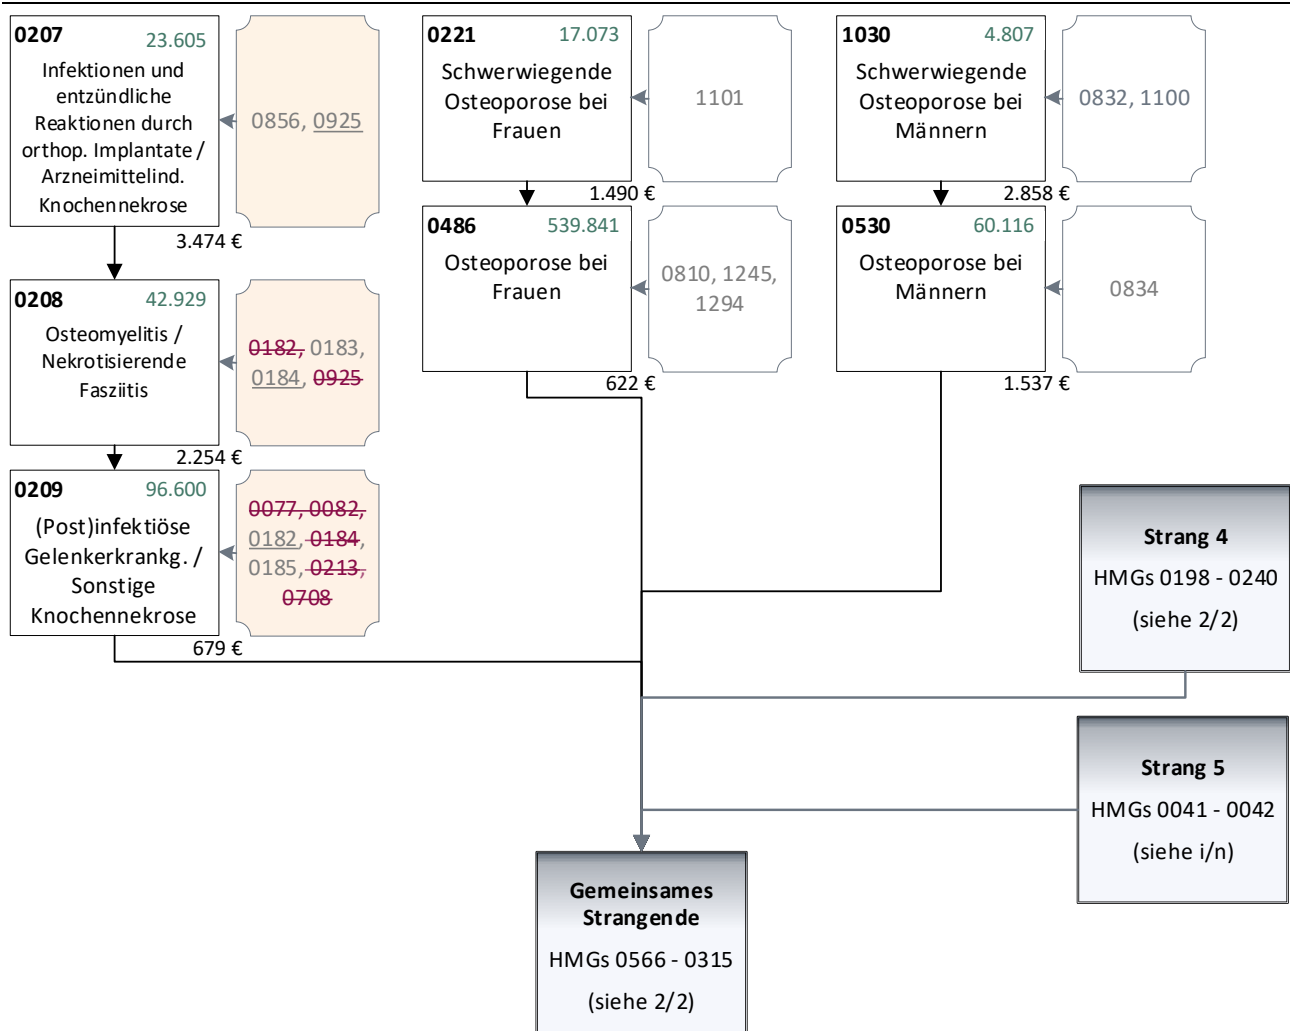 0207 23.605
Infektionen und
entzündliche
Reaktionen durch
orthop. Implantate /
Arzneimittelind.
Knochennekrose
0856, 0925
3.474 €
0208 42.929
Osteomyelitis /
Nekrotisierende
Fasziitis
0182, 0183,
0184, 0925
2.254 €
0209 96.600
(Post)infektiöse
Gelenkerkrankg. /
Sonstige
Knochennekrose
0077, 0082,
0182, 0184,
0185, 0213,
0708
679 €
0221 17.073
Schwerwiegende
Osteoporose bei
Frauen
1101
1.490 €
0486 539.841
Osteoporose bei
Frauen
0810, 1245,
1294
622 €
1030 4.807
Schwerwiegende
Osteoporose bei
Männern
0832, 1100
2.858 €
0530 60.116
Osteoporose bei
Männern
0834
1.537 €
Strang 4
HMGs 0198 - 0240
(siehe 2/2)
Strang 5
HMGs 0041 - 0042
(siehe i/n)
Gemeinsames
Strangende
HMGs 0566 - 0315
(siehe 2/2)